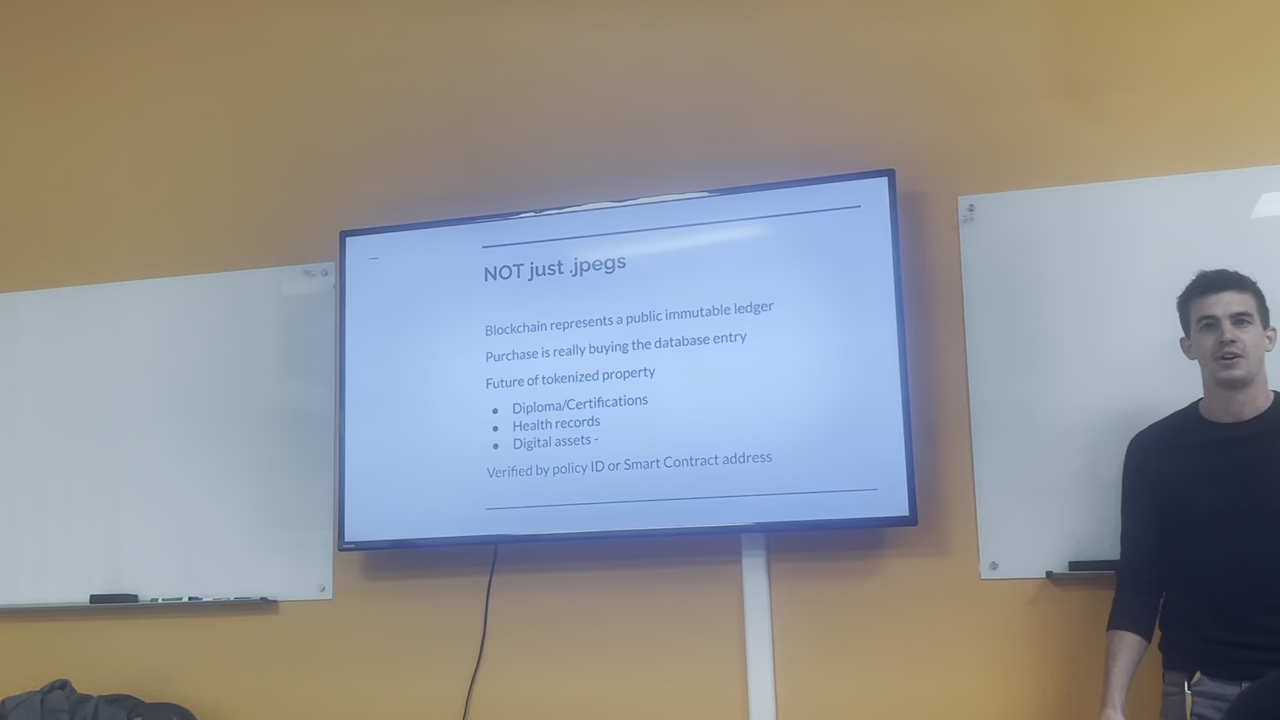 NOT just .jpegs
Blockchain represents a public immutable ledger
Purchase is really buying the database entry
Future of tokenized property
● Diploma/Certifications
● Health records
● Digital assets -
Verified by policy ID or Smart Contract address